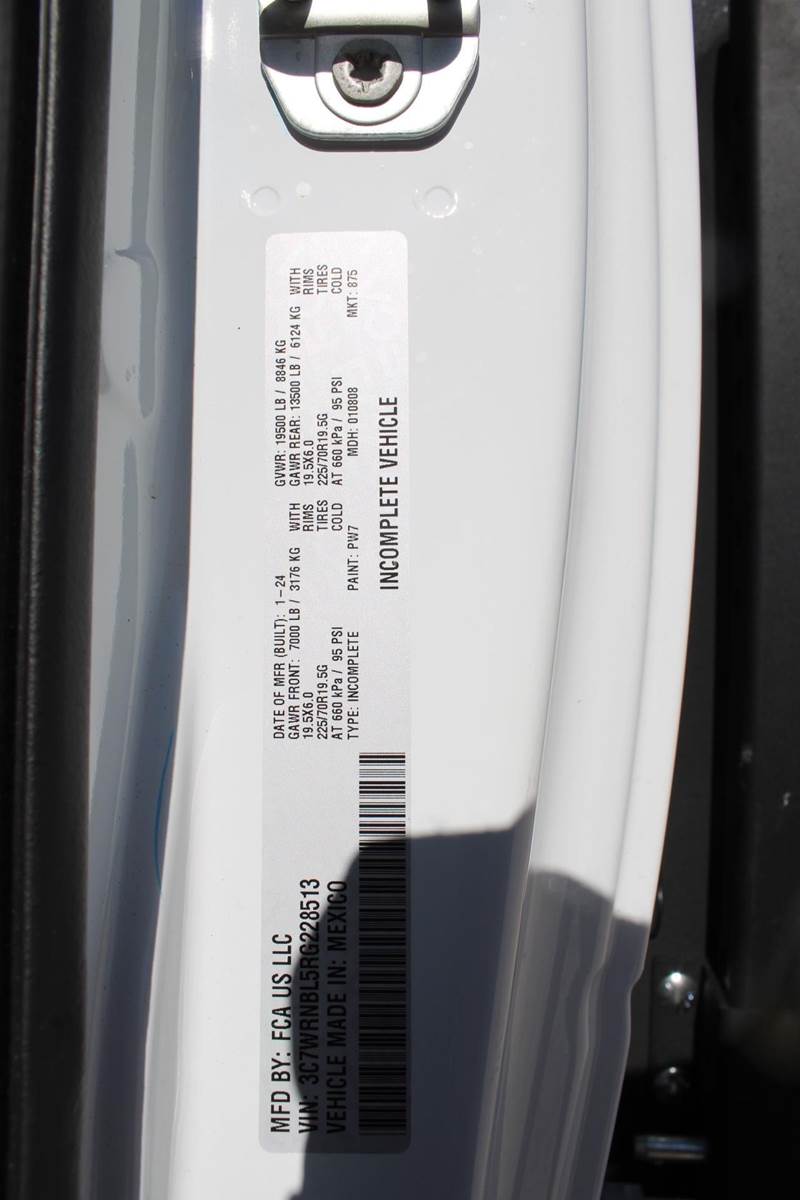 MFD BY: FCA US LLC
VIN: 3C7WRNBL5RG228513
VEHICLE MADE IN: MEXICO
DATE OF MFR (BUILT): 1-24 GVWR: 19500 LB / 8846 KG
GAWR FRONT: 7000 LB / 3176 KG WITH GAWR REAR: 13500 LB / 6124 KG WITH
19.5X6.0 RIMS 19.5X6.0 RIMS
225/70R19.5G TIRES 225/70R19.5G TIRES
AT 660 kPa / 95 PSI COLD AT 660 kPa / 95 PSI COLD
TYPE: INCOMPLETE PAINT: PW7 MDH: 010808 MKT: 875
INCOMPLETE VEHICLE